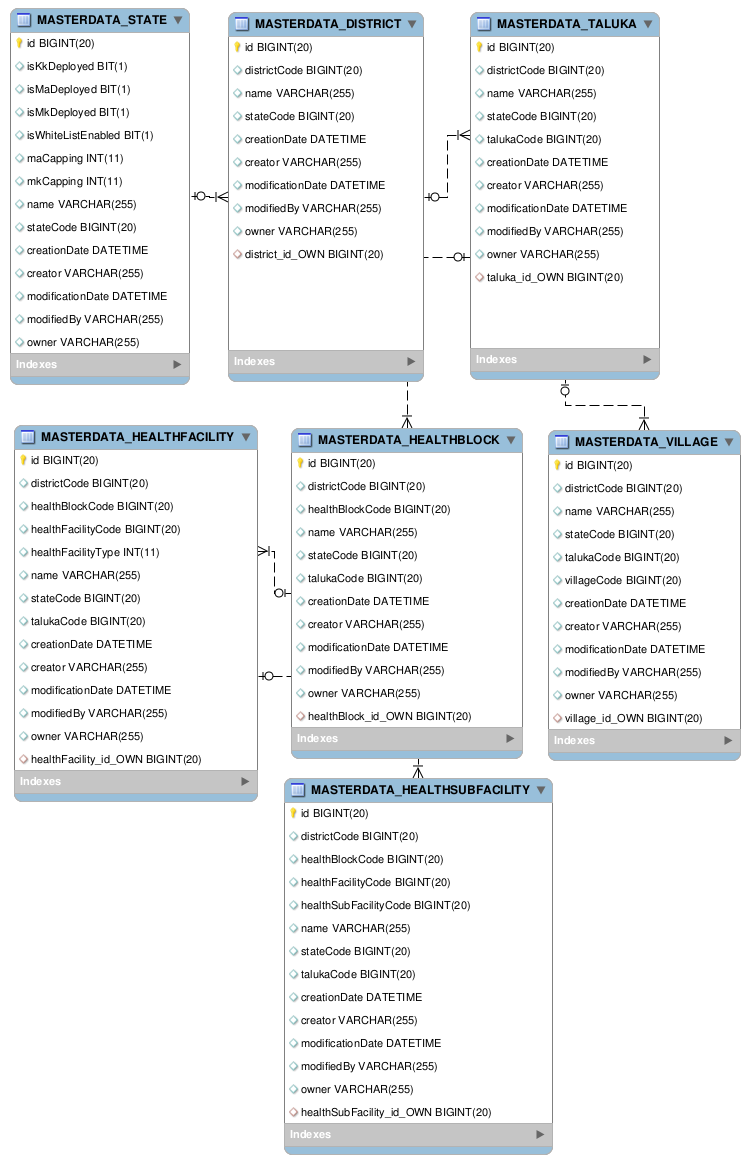 MASTERDATA_STATE
id BIGINT(20)
isKkDeployed BIT(1)
isMaDeployed BIT(1)
isMkDeployed BIT(1)
isWhiteListEnabled BIT(1)
maCapping INT(11)
mkCapping INT(11)
name VARCHAR(255)
stateCode BIGINT(20)
creationDate DATETIME
creator VARCHAR(255)
modificationDate DATETIME
modifiedBy VARCHAR(255)
owner VARCHAR(255)
Indexes
MASTERDATA_DISTRICT
id BIGINT(20)
districtCode BIGINT(20)
name VARCHAR(255)
stateCode BIGINT(20)
creationDate DATETIME
creator VARCHAR(255)
modificationDate DATETIME
modifiedBy VARCHAR(255)
owner VARCHAR(255)
district_id_OWN BIGINT(20)
Indexes
MASTERDATA_TALUKA
id BIGINT(20)
districtCode BIGINT(20)
name VARCHAR(255)
stateCode BIGINT(20)
talukaCode BIGINT(20)
creationDate DATETIME
creator VARCHAR(255)
modificationDate DATETIME
modifiedBy VARCHAR(255)
owner VARCHAR(255)
taluka_id_OWN BIGINT(20)
Indexes
MASTERDATA_HEALTHFACILITY
id BIGINT(20)
districtCode BIGINT(20)
healthBlockCode BIGINT(20)
healthFacilityCode BIGINT(20)
healthFacilityType INT(11)
name VARCHAR(255)
stateCode BIGINT(20)
talukaCode BIGINT(20)
creationDate DATETIME
creator VARCHAR(255)
modificationDate DATETIME
modifiedBy VARCHAR(255)
owner VARCHAR(255)
healthFacility_id_OWN BIGINT(20)
Indexes
MASTERDATA_HEALTHBLOCK
id BIGINT(20)
districtCode BIGINT(20)
healthBlockCode BIGINT(20)
name VARCHAR(255)
stateCode BIGINT(20)
talukaCode BIGINT(20)
creationDate DATETIME
creator VARCHAR(255)
modificationDate DATETIME
modifiedBy VARCHAR(255)
owner VARCHAR(255)
healthBlock_id_OWN BIGINT(20)
Indexes
MASTERDATA_VILLAGE
id BIGINT(20)
districtCode BIGINT(20)
name VARCHAR(255)
stateCode BIGINT(20)
talukaCode BIGINT(20)
villageCode BIGINT(20)
creationDate DATETIME
creator VARCHAR(255)
modificationDate DATETIME
modifiedBy VARCHAR(255)
owner VARCHAR(255)
village_id_OWN BIGINT(20)
Indexes
MASTERDATA_HEALTHSUBFACILITY
id BIGINT(20)
districtCode BIGINT(20)
healthBlockCode BIGINT(20)
healthFacilityCode BIGINT(20)
healthSubFacilityCode BIGINT(20)
name VARCHAR(255)
stateCode BIGINT(20)
talukaCode BIGINT(20)
creationDate DATETIME
creator VARCHAR(255)
modificationDate DATETIME
modifiedBy VARCHAR(255)
owner VARCHAR(255)
healthSubFacility_id_OWN BIGINT(20)
Indexes